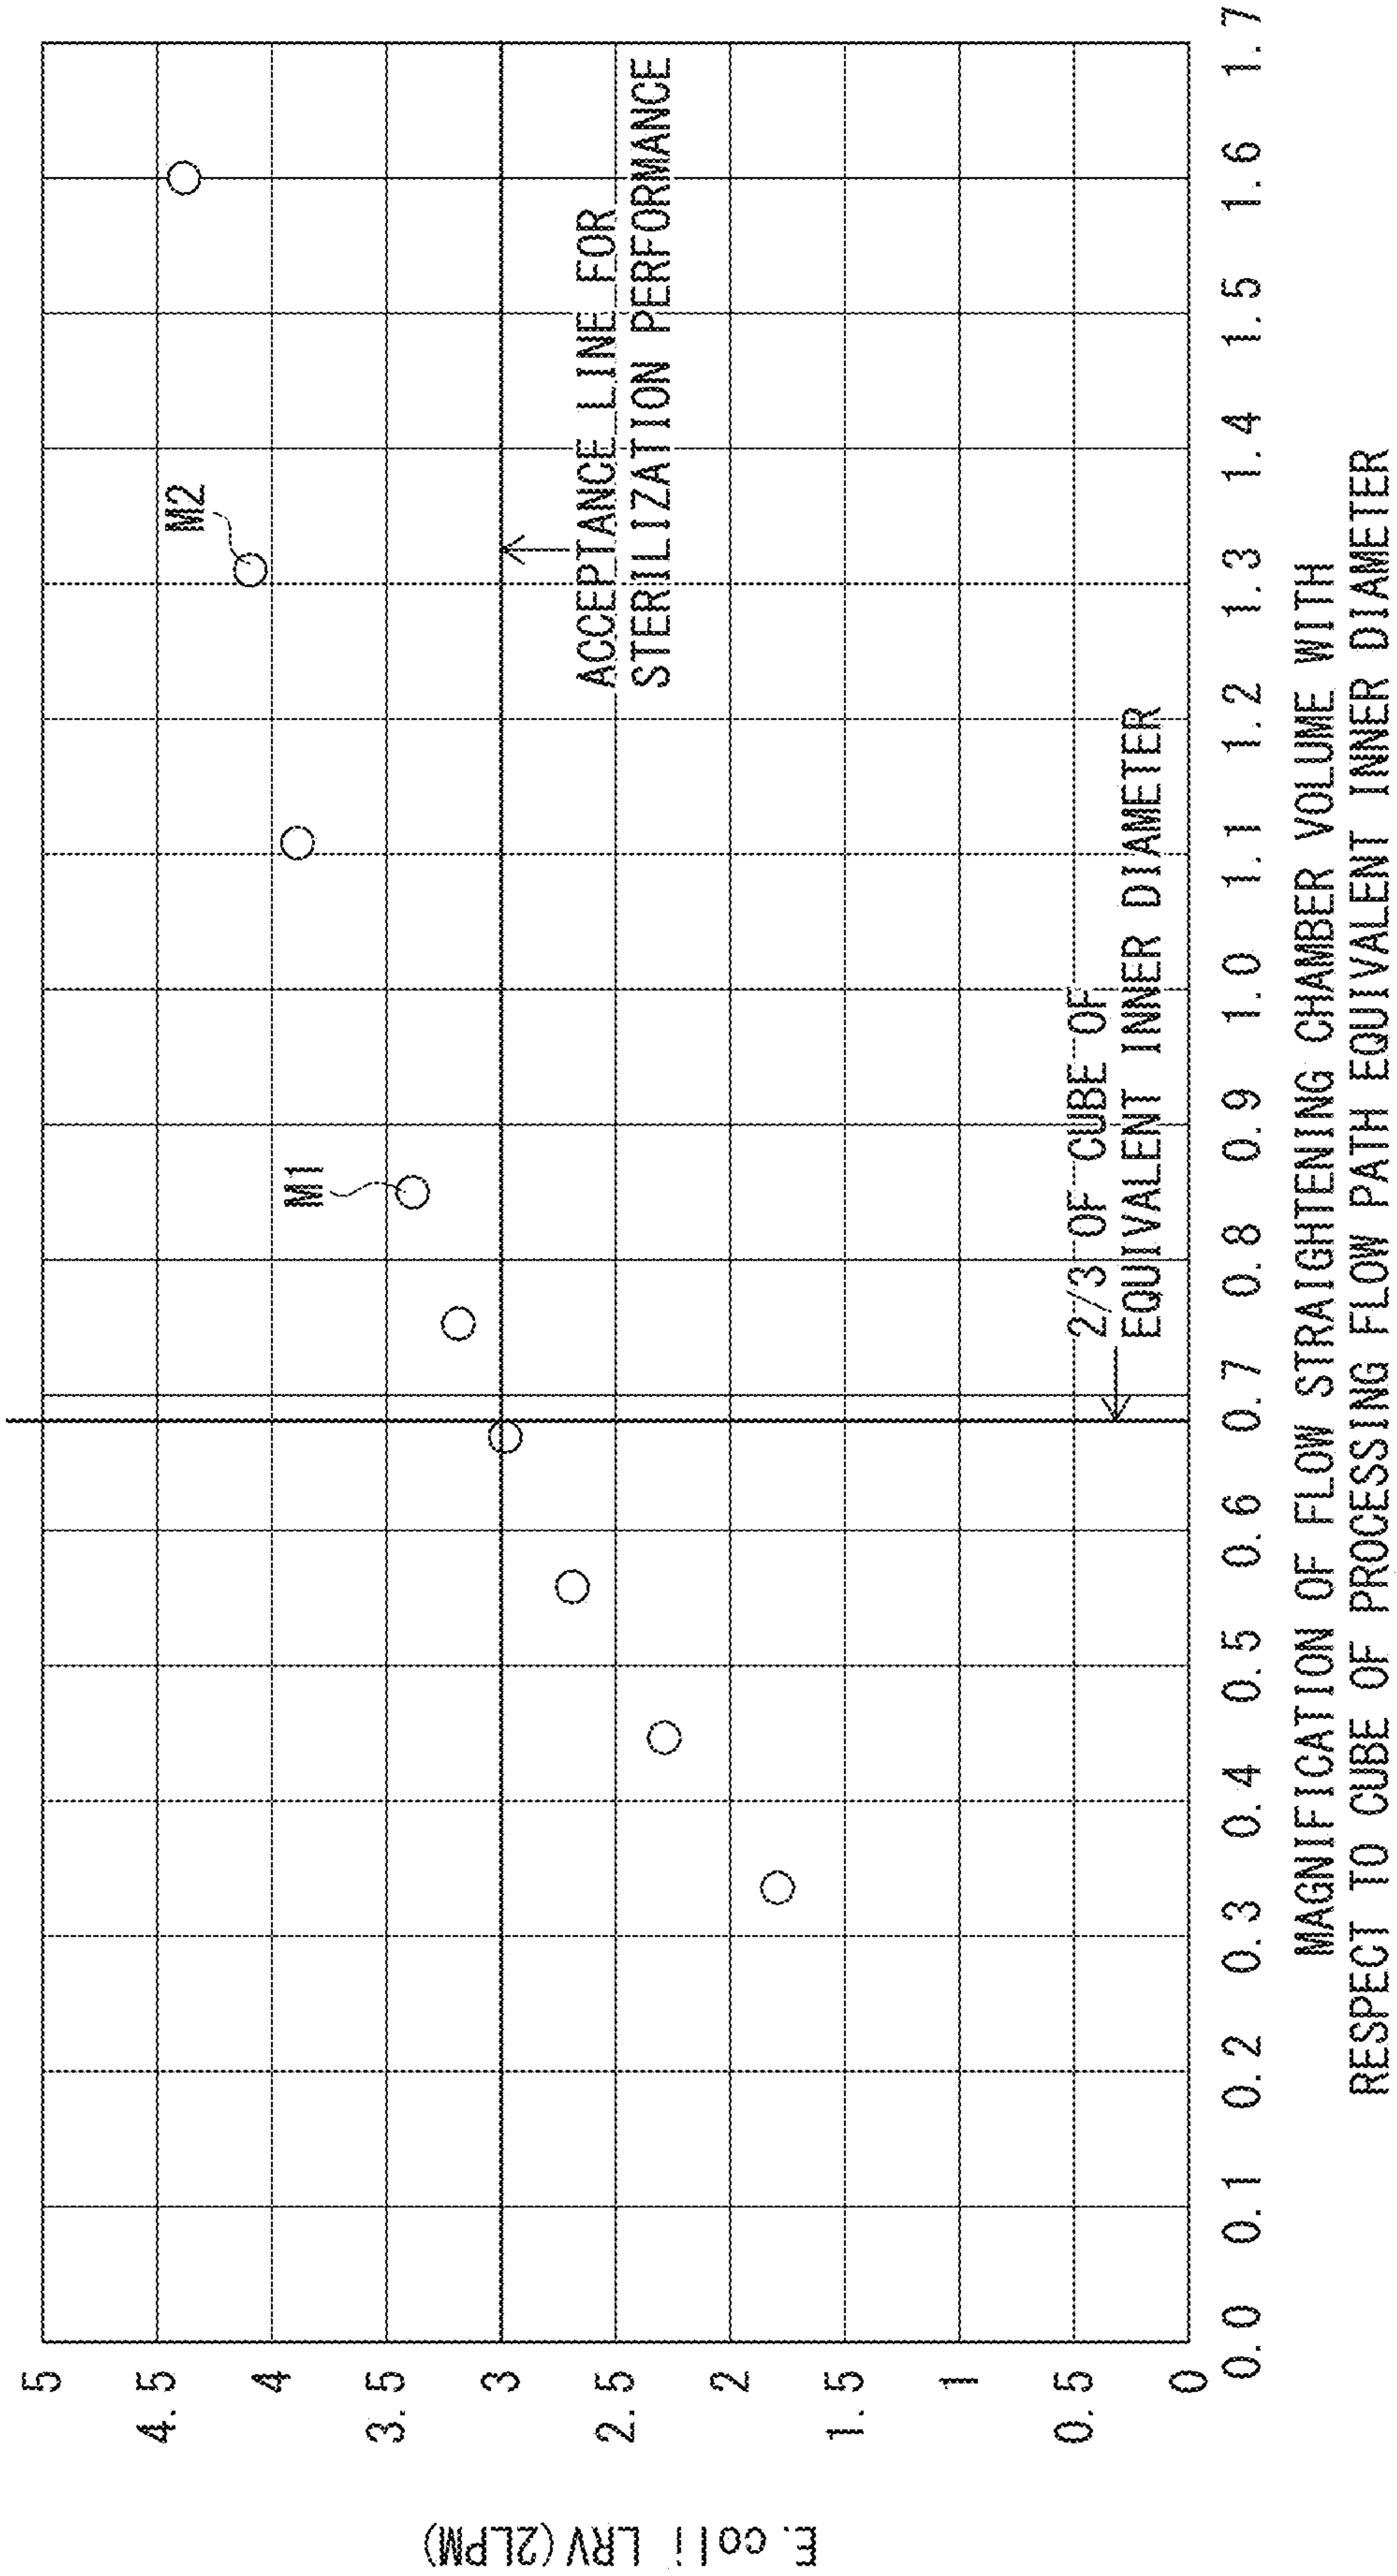 E. coli LRV (2LPM)
5
4.5
4
3.5
3
2.5
2
1.5
1
0.5
0
M1
M2
ACCEPTANCE LINE FOR
STERILIZATION PERFORMANCE
2/3 OF CUBE OF
EQUIVALENT INNER DIAMETER
0.0 0.1 0.2 0.3 0.4 0.5 0.6 0.7 0.8 0.9 1.0 1.1 1.2 1.3 1.4 1.5 1.6 1.7
MAGNIFICATION OF FLOW STRAIGHTENING CHAMBER VOLUME WITH
RESPECT TO CUBE OF PROCESSING FLOW PATH EQUIVALENT INNER DIAMETER